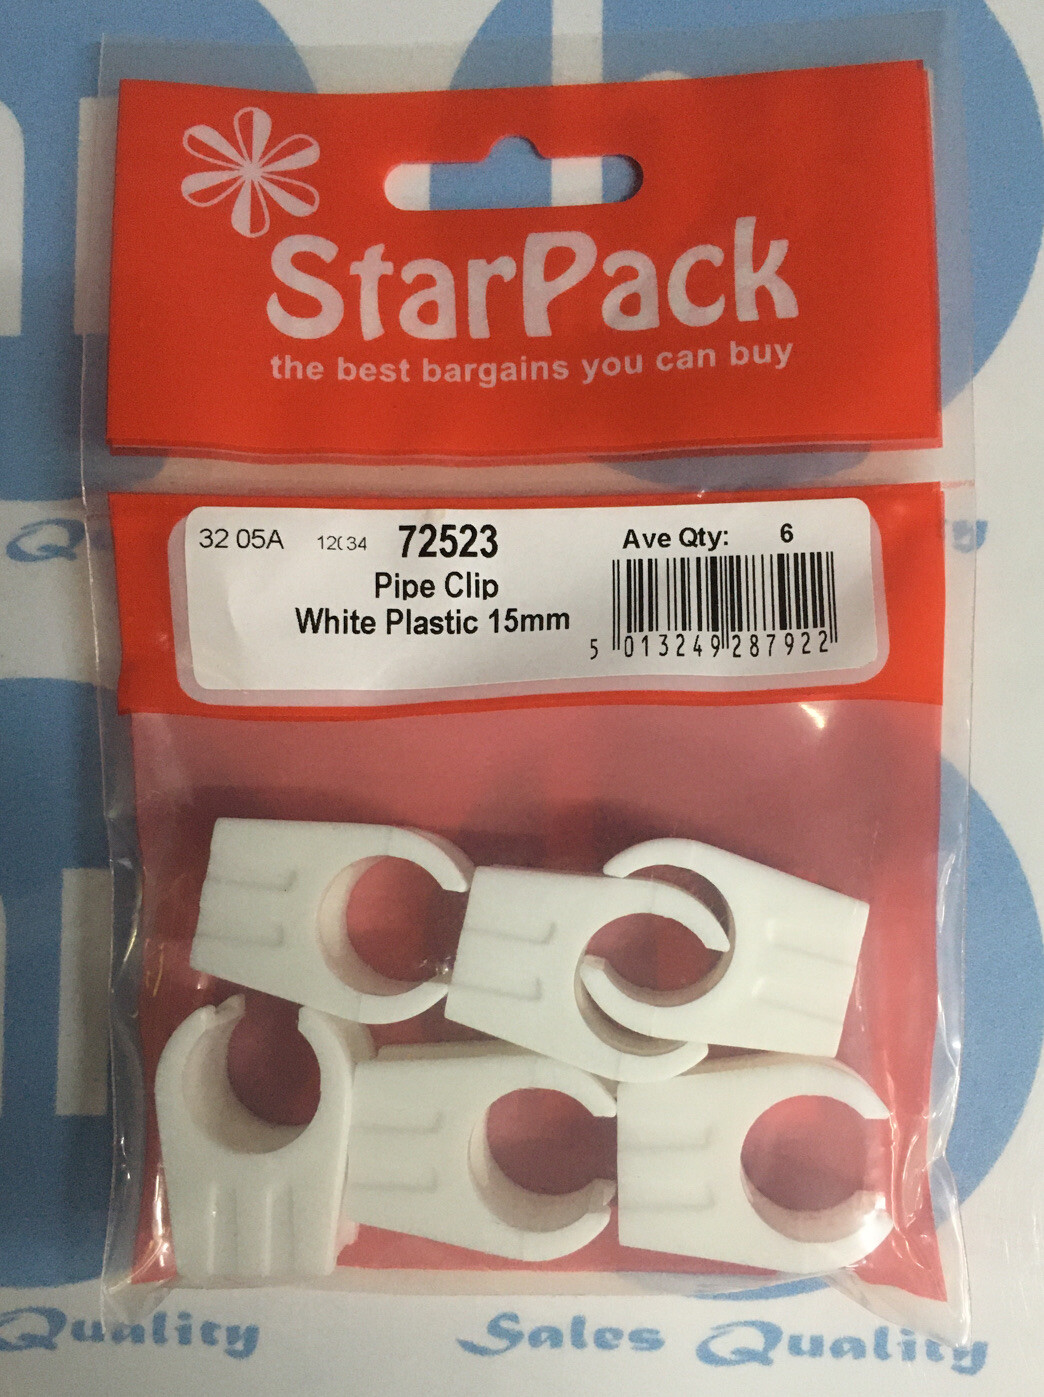 StarPack
the best bargains you can buy
32 05A 72523 Ave Qty: 6
Pipe Clip
White Plastic 15mm
5 013249 287922
Quality Sales Quality